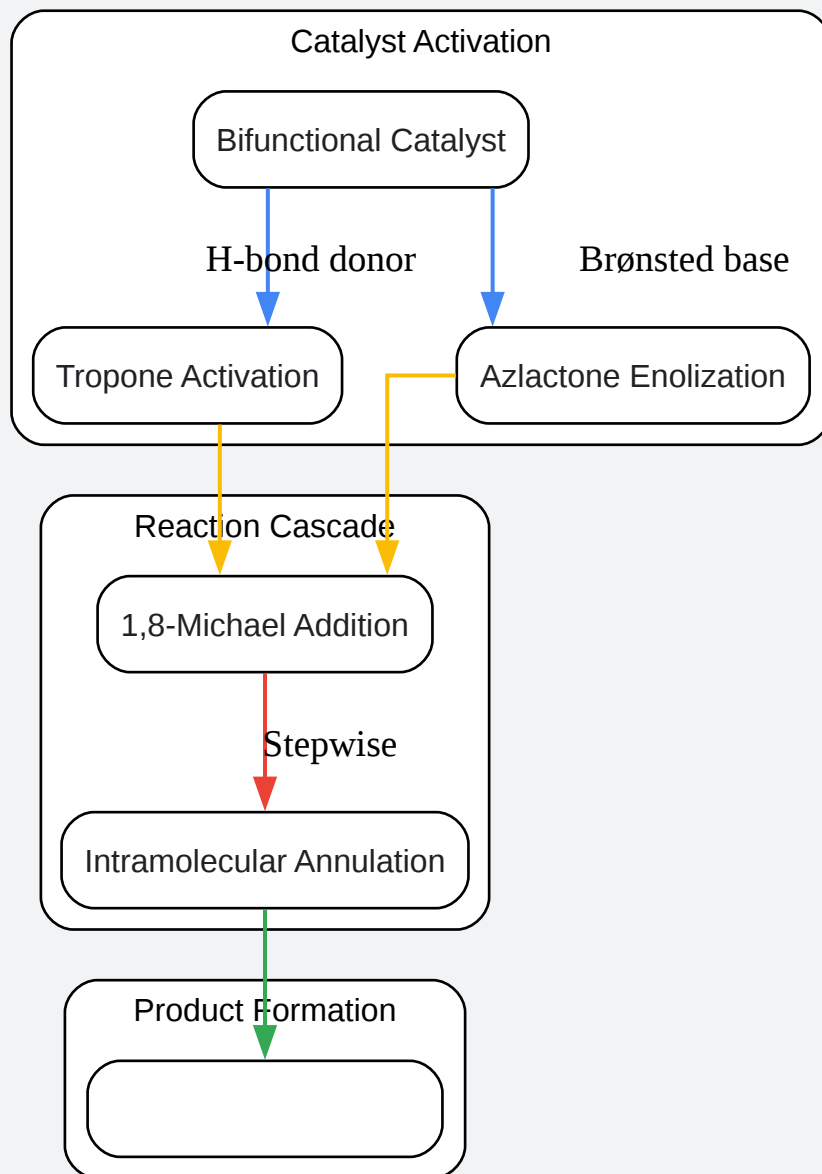 Catalyst Activation
Bifunctional Catalyst
H-bond donor
Brønsted base
Tropone Activation
Azlactone Enolization
Reaction Cascade
1,8-Michael Addition
Stepwise
Intramolecular Annulation
Product Formation